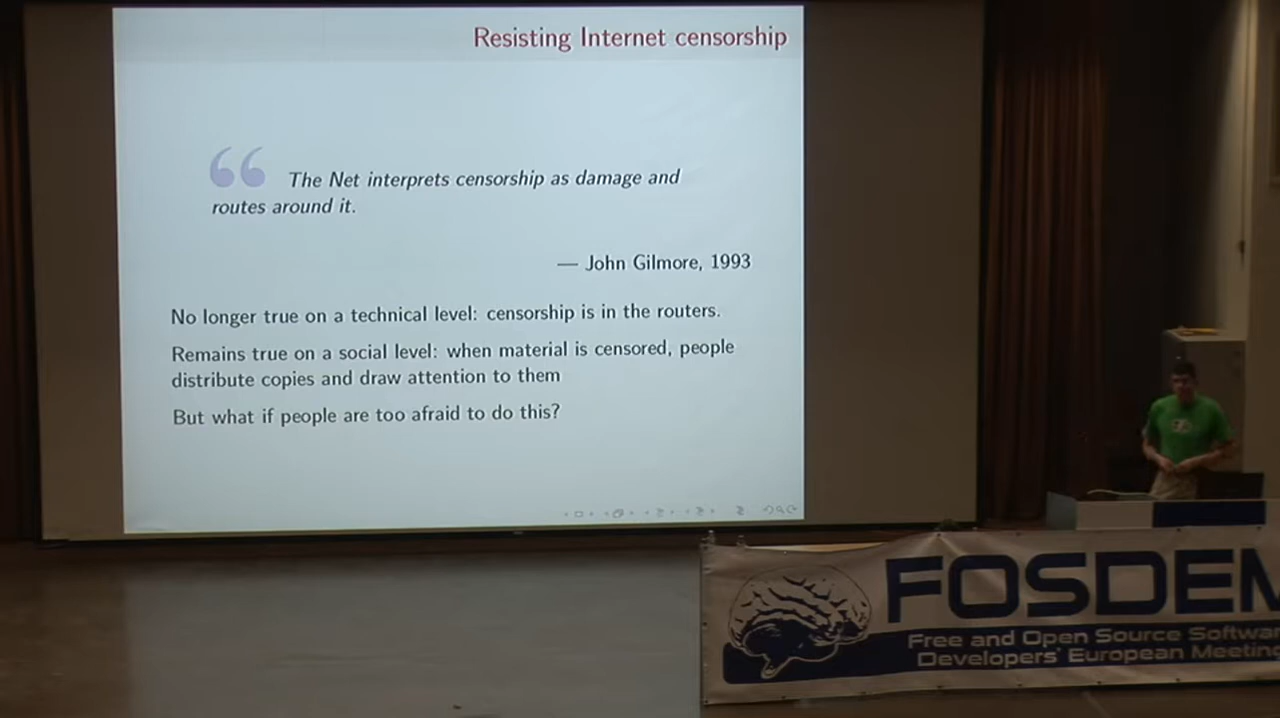 Resisting Internet censorship
The Net interprets censorship as damage and
routes around it.
— John Gilmore, 1993
No longer true on a technical level: censorship is in the routers.
Remains true on a social level: when material is censored, people
distribute copies and draw attention to them
But what if people are too afraid to do this?
FOSDEM
Free and Open Source Softwar
Developers' European Meeting